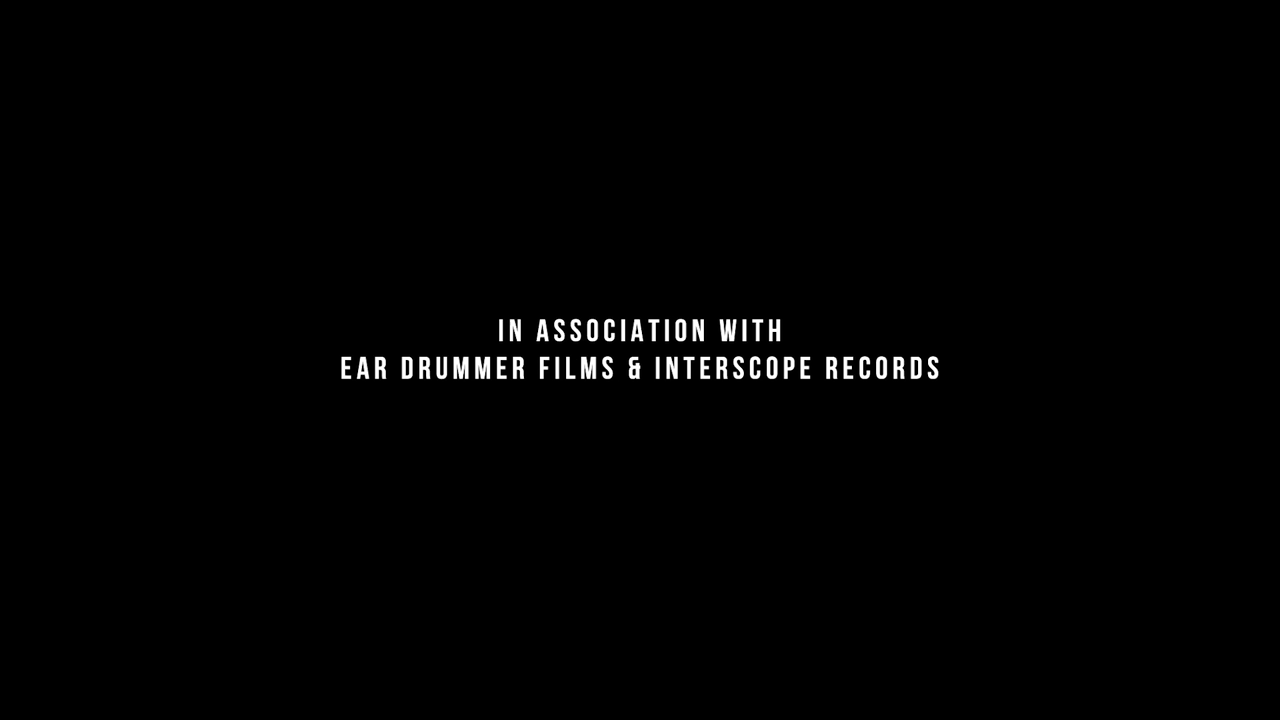 IN ASSOCIATION WITH
EAR DRUMMER FILMS & INTERSCOPE RECORDS